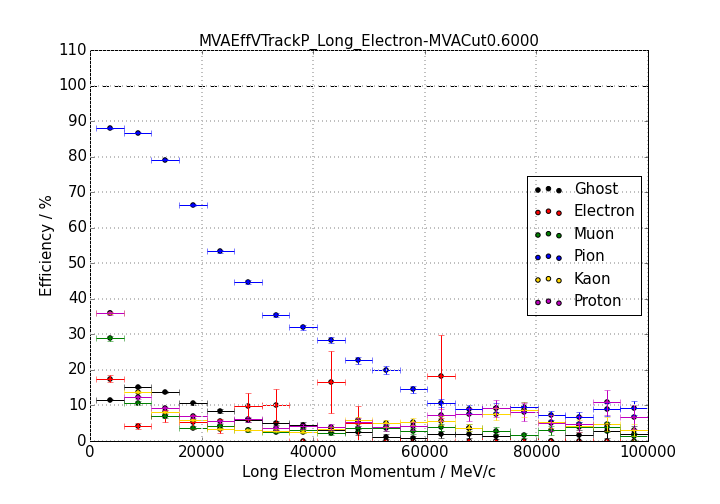 MVAEffVTrackP_Long_Electron-MVACut0.6000
110
100
90
80
70
60
50
40
30
20
10
0
Efficiency / %
Ghost
Electron
Muon
Pion
Kaon
Proton
0 20000 40000 60000 80000 100000
Long Electron Momentum / MeV/c